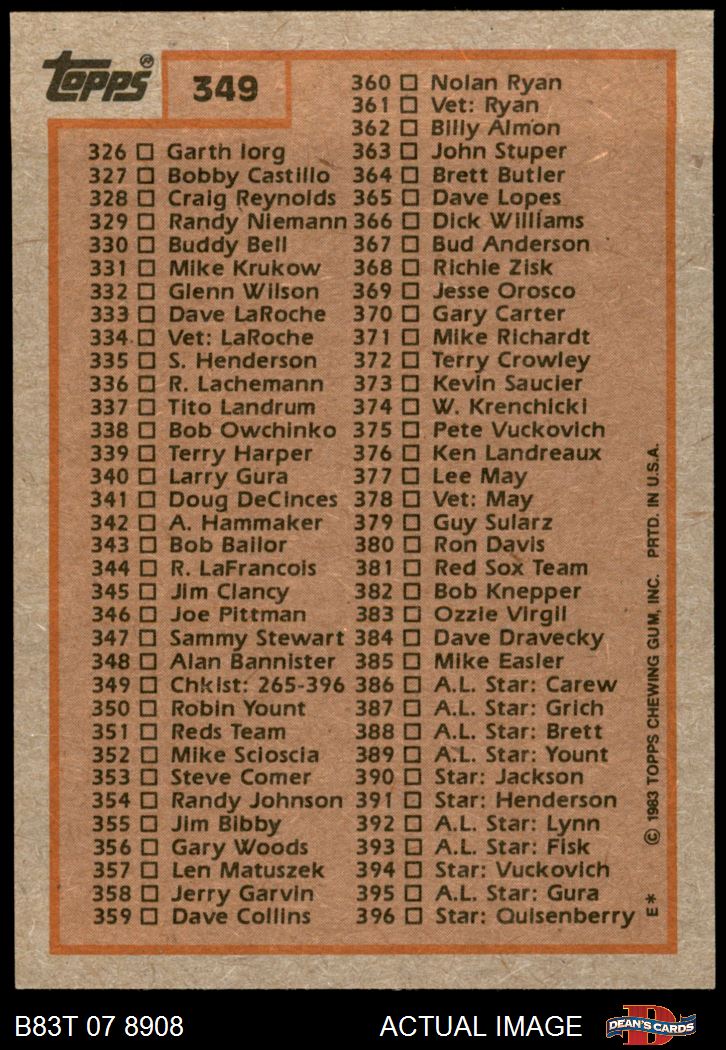 Topps®
349
326 □ Garth Iorg
327 □ Bobby Castillo
328 □ Craig Reynolds
329 □ Randy Niemann
330 □ Buddy Bell
331 □ Mike Krukow
332 □ Glenn Wilson
333 □ Dave LaRoche
334 □ Vet: LaRoche
335 □ S. Henderson
336 □ R. Lachemann
337 □ Tito Landrum
338 □ Bob Owchinko
339 □ Terry Harper
340 □ Larry Gura
341 □ Doug DeCinces
342 □ A. Hammaker
343 □ Bob Bailor
344 □ R. LaFrancois
345 □ Jim Clancy
346 □ Joe Pittman
347 □ Sammy Stewart
348 □ Alan Bannister
349 □ Chklst: 265-396
350 □ Robin Yount
351 □ Reds Team
352 □ Mike Scioscia
353 □ Steve Comer
354 □ Randy Johnson
355 □ Jim Bibby
356 □ Gary Woods
357 □ Len Matuszek
358 □ Jerry Garvin
359 □ Dave Collins
360 □ Nolan Ryan
361 □ Vet: Ryan
362 □ Billy Almon
363 □ John Stuper
364 □ Brett Butler
365 □ Dave Lopes
366 □ Dick Williams
367 □ Bud Anderson
368 □ Richie Zisk
369 □ Jesse Orosco
370 □ Gary Carter
371 □ Mike Richardt
372 □ Terry Crowley
373 □ Kevin Saucier
374 □ W. Krenchicki
375 □ Pete Vuckovich
376 □ Ken Landreaux
377 □ Lee May
378 □ Vet: May
379 □ Guy Sularz
380 □ Ron Davis
381 □ Red Sox Team
382 □ Bob Knepper
383 □ Ozzie Virgil
384 □ Dave Dravecky
385 □ Mike Easler
386 □ A.L. Star: Carew
387 □ A.L. Star: Grich
388 □ A.L. Star: Brett
389 □ A.L. Star: Yount
390 □ Star: Jackson
391 □ Star: Henderson
392 □ A.L. Star: Lynn
393 □ A.L. Star: Fisk
394 □ Star: Vuckovich
395 □ A.L. Star: Gura
396 □ Star: Quisenberry
E* © 1983 TOPPS CHEWING GUM, INC. PRTD. IN U.S.A.
B83T 07 8908
ACTUAL IMAGE
D
DEAN'S CARDS